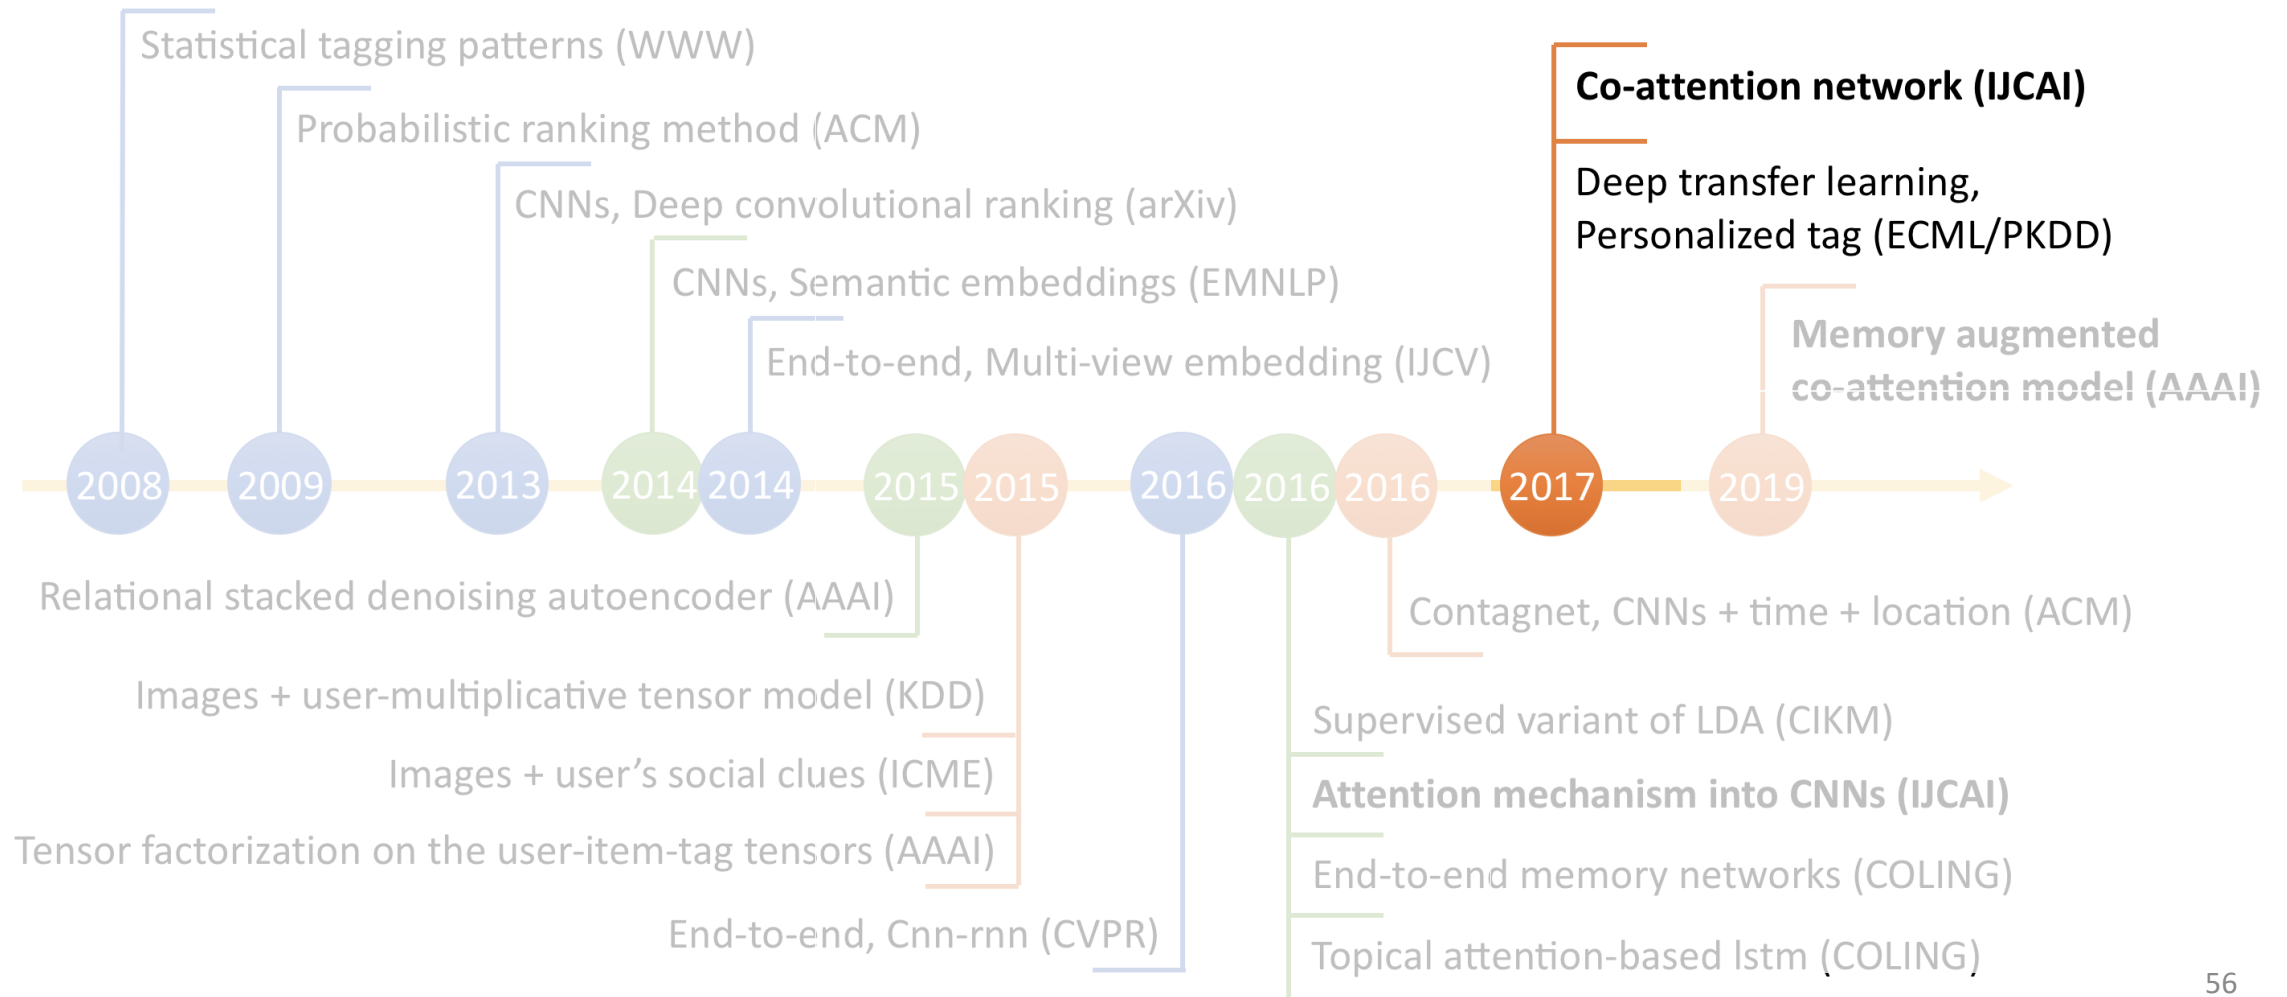 Statistical tagging patterns (WWW)
Probabilistic ranking method (ACM)
CNNs, Deep convolutional ranking (arXiv)
CNNs, Semantic embeddings (EMNLP)
End-to-end, Multi-view embedding (IJCV)
Co-attention network (IJCAI)
Deep transfer learning,
Personalized tag (ECML/PKDD)
Memory augmented
co-attention model (AAAI)
2008 2009 2013 2014 2014 2015 2015 2016 2016 2016 2017 2019
Relational stacked denoising autoencoder (AAAI)
Images + user-multiplicative tensor model (KDD)
Images + user’s social clues (ICME)
Tensor factorization on the user-item-tag tensors (AAAI)
End-to-end, Cnn-rnn (CVPR)
Contagnet, CNNs + time + location (ACM)
Supervised variant of LDA (CIKM)
Attention mechanism into CNNs (IJCAI)
End-to-end memory networks (COLING)
Topical attention-based lstm (COLING)
56